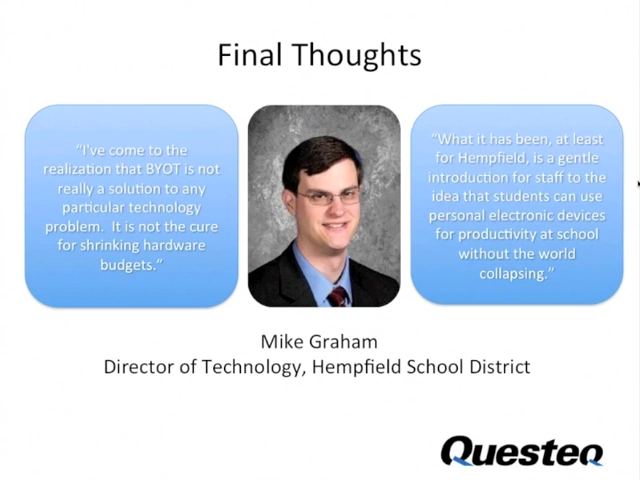 Final Thoughts
“I've come to the
realization that BYOT is not
really a solution to any
particular technology
problem.  It is not the cure
for shrinking hardware
budgets.”
“What it has been, at least
for Hempfield, is a gentle
introduction for staff to the
idea that students can use
personal electronic devices
for productivity at school
without the world
collapsing.”
Mike Graham
Director of Technology, Hempfield School District
Questeq